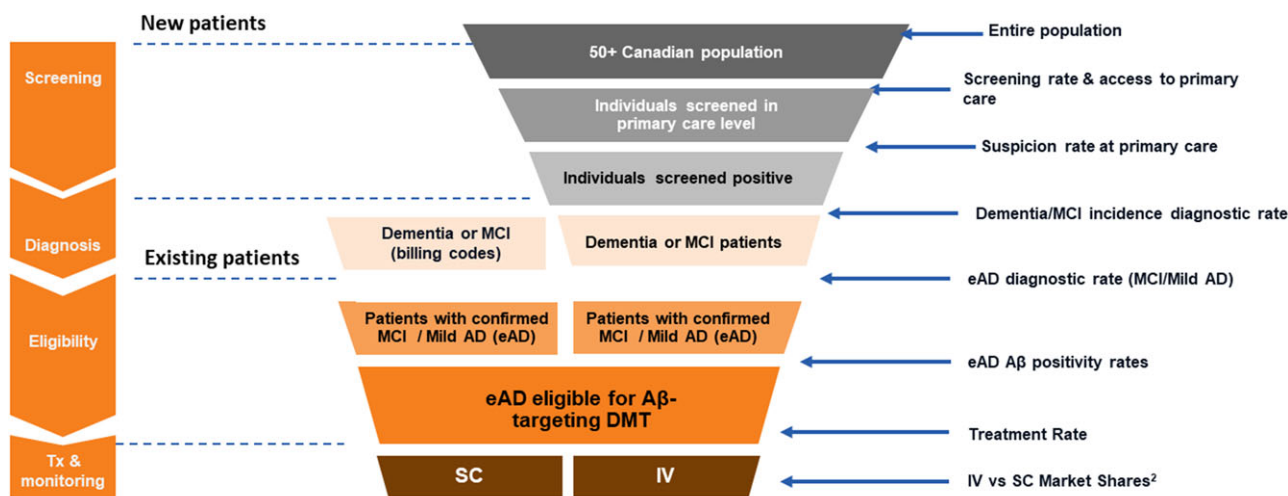 New patients
Screening
Diagnosis
Existing patients
Eligibility
Tx &
monitoring
50+ Canadian population
Individuals screened in
primary care level
Individuals screened positive
Dementia or MCI
(billing codes)
Dementia or MCI patients
Patients with confirmed
MCI / Mild AD (eAD)
Patients with confirmed
MCI / Mild AD (eAD)
eAD eligible for Aβ-
targeting DMT
SC
IV
Entire population
Screening rate & access to primary
care
Suspicion rate at primary care
Dementia/MCI incidence diagnostic rate
eAD diagnostic rate (MCI/Mild AD)
eAD Aβ positivity rates
Treatment Rate
IV vs SC Market Shares²